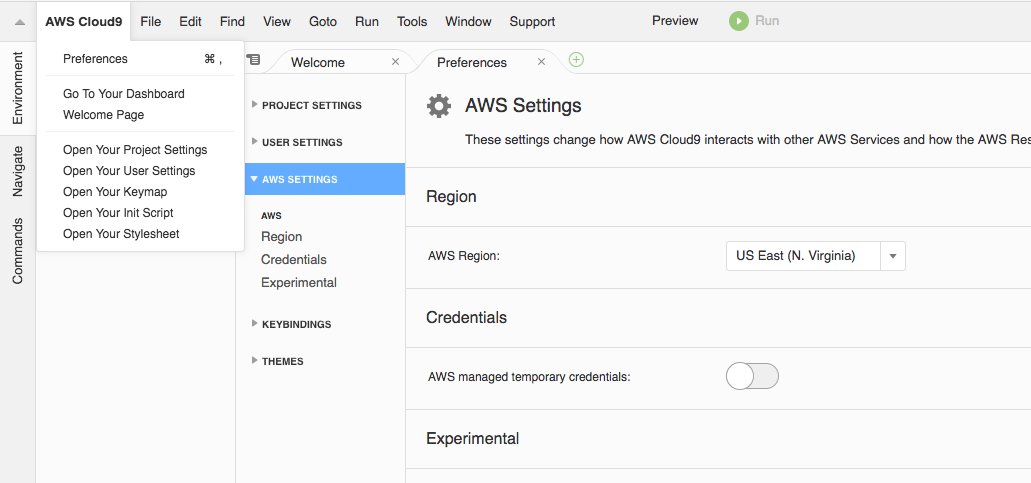 AWS Cloud9 File Edit Find View Goto Run Tools Window Support Preview Run
Preferences ⌘ ,
Go To Your Dashboard
Welcome Page
Open Your Project Settings
Open Your User Settings
Open Your Keymap
Open Your Init Script
Open Your Stylesheet
Environment
Navigate
Commands
Welcome × Preferences ×
PROJECT SETTINGS
USER SETTINGS
AWS SETTINGS
AWS
Region
Credentials
Experimental
KEYBINDINGS
THEMES
AWS Settings
These settings change how AWS Cloud9 interacts with other AWS Services and how the AWS Res
Region
AWS Region: US East (N. Virginia)
Credentials
AWS managed temporary credentials:
Experimental